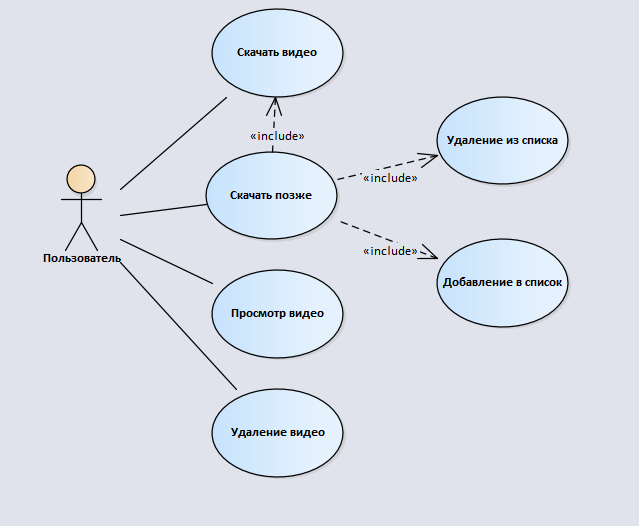 Скачать видео
«include»
Удаление из списка
«include»
Скачать позже
«include»
Пользователь
Добавление в список
Просмотр видео
Удаление видео